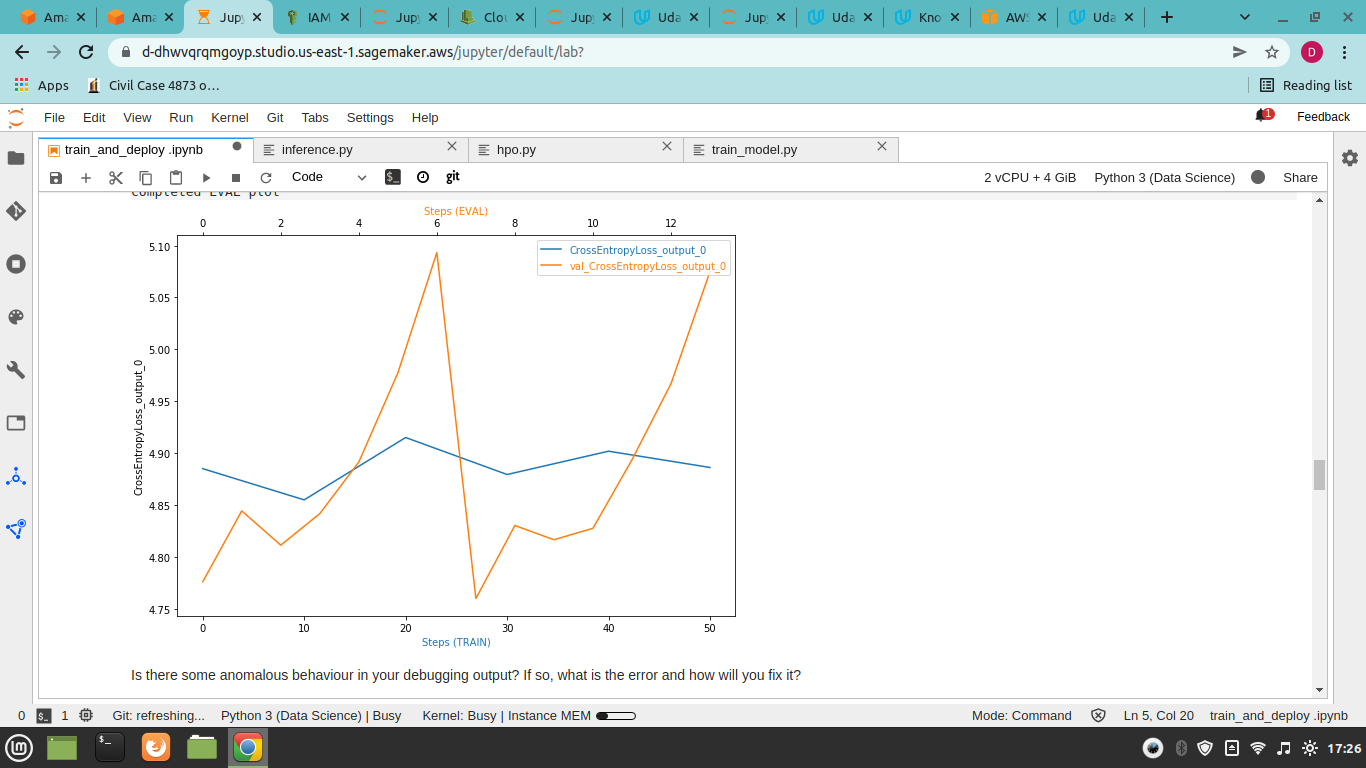 Ama
Ama
Jupy
IAM
Jupy
Clou
Jupy
Uda
Jupy
Uda
Kno
AWS
Uda
d-dhwvqrqmgoyp.studio.us-east-1.sagemaker.aws/jupyter/default/lab?
D
Apps
Civil Case 4873 o…
Reading list
File Edit View Run Kernel Git Tabs Settings Help
1
Feedback
train_and_deploy .ipynb
inference.py
hpo.py
train_model.py
Code
$_
git
2 vCPU + 4 GiB
Python 3 (Data Science)
Share
Completed EVAL plot
Steps (EVAL)
0 2 4 6 8 10 12
CrossEntropyLoss_output_0
val_CrossEntropyLoss_output_0
5.10
5.05
5.00
4.95
4.90
4.85
4.80
4.75
CrossEntropyLoss_output_0
0 10 20 30 40 50
Steps (TRAIN)
Is there some anomalous behaviour in your debugging output? If so, what is the error and how will you fix it?
0 $_ 1 Git: refreshing... Python 3 (Data Science) | Busy Kernel: Busy | Instance MEM Mode: Command Ln 5, Col 20 train_and_deploy .ipynb
17:26